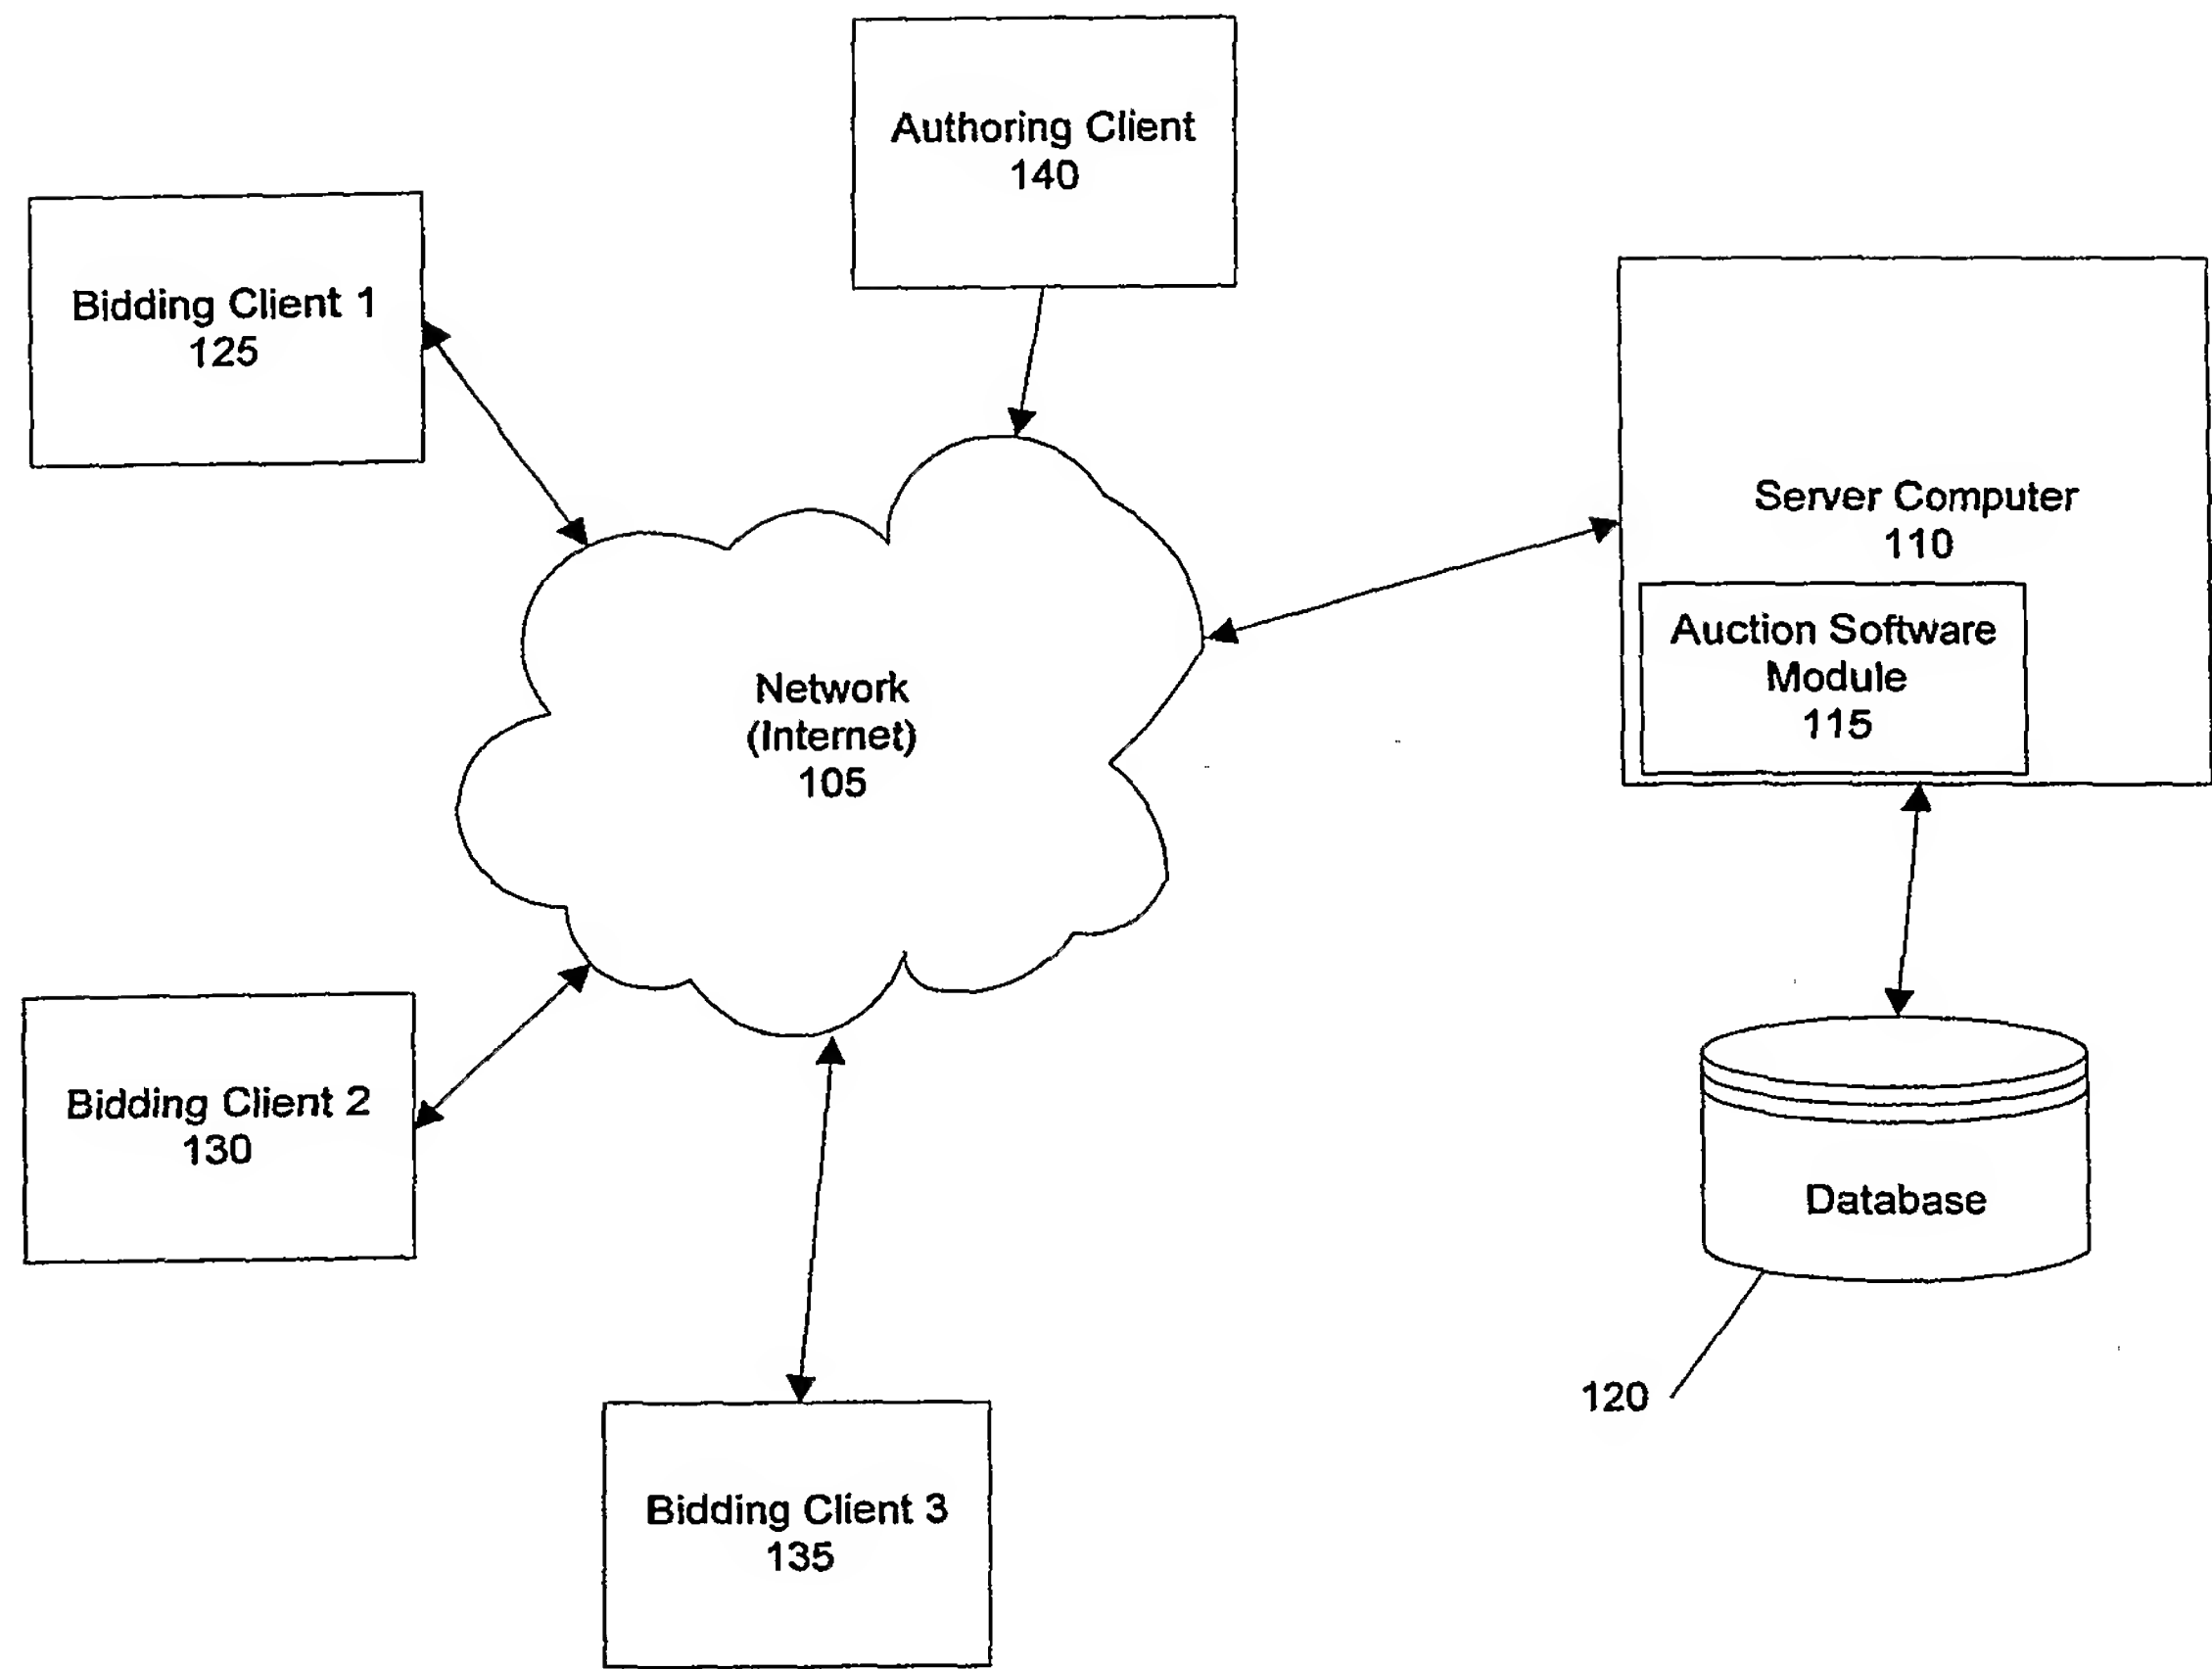 Authoring Client
140
Bidding Client 1
125
Server Computer
110
Auction Software
Module
115
Network
(Internet)
105
Bidding Client 2
130
Database
120
Bidding Client 3
135